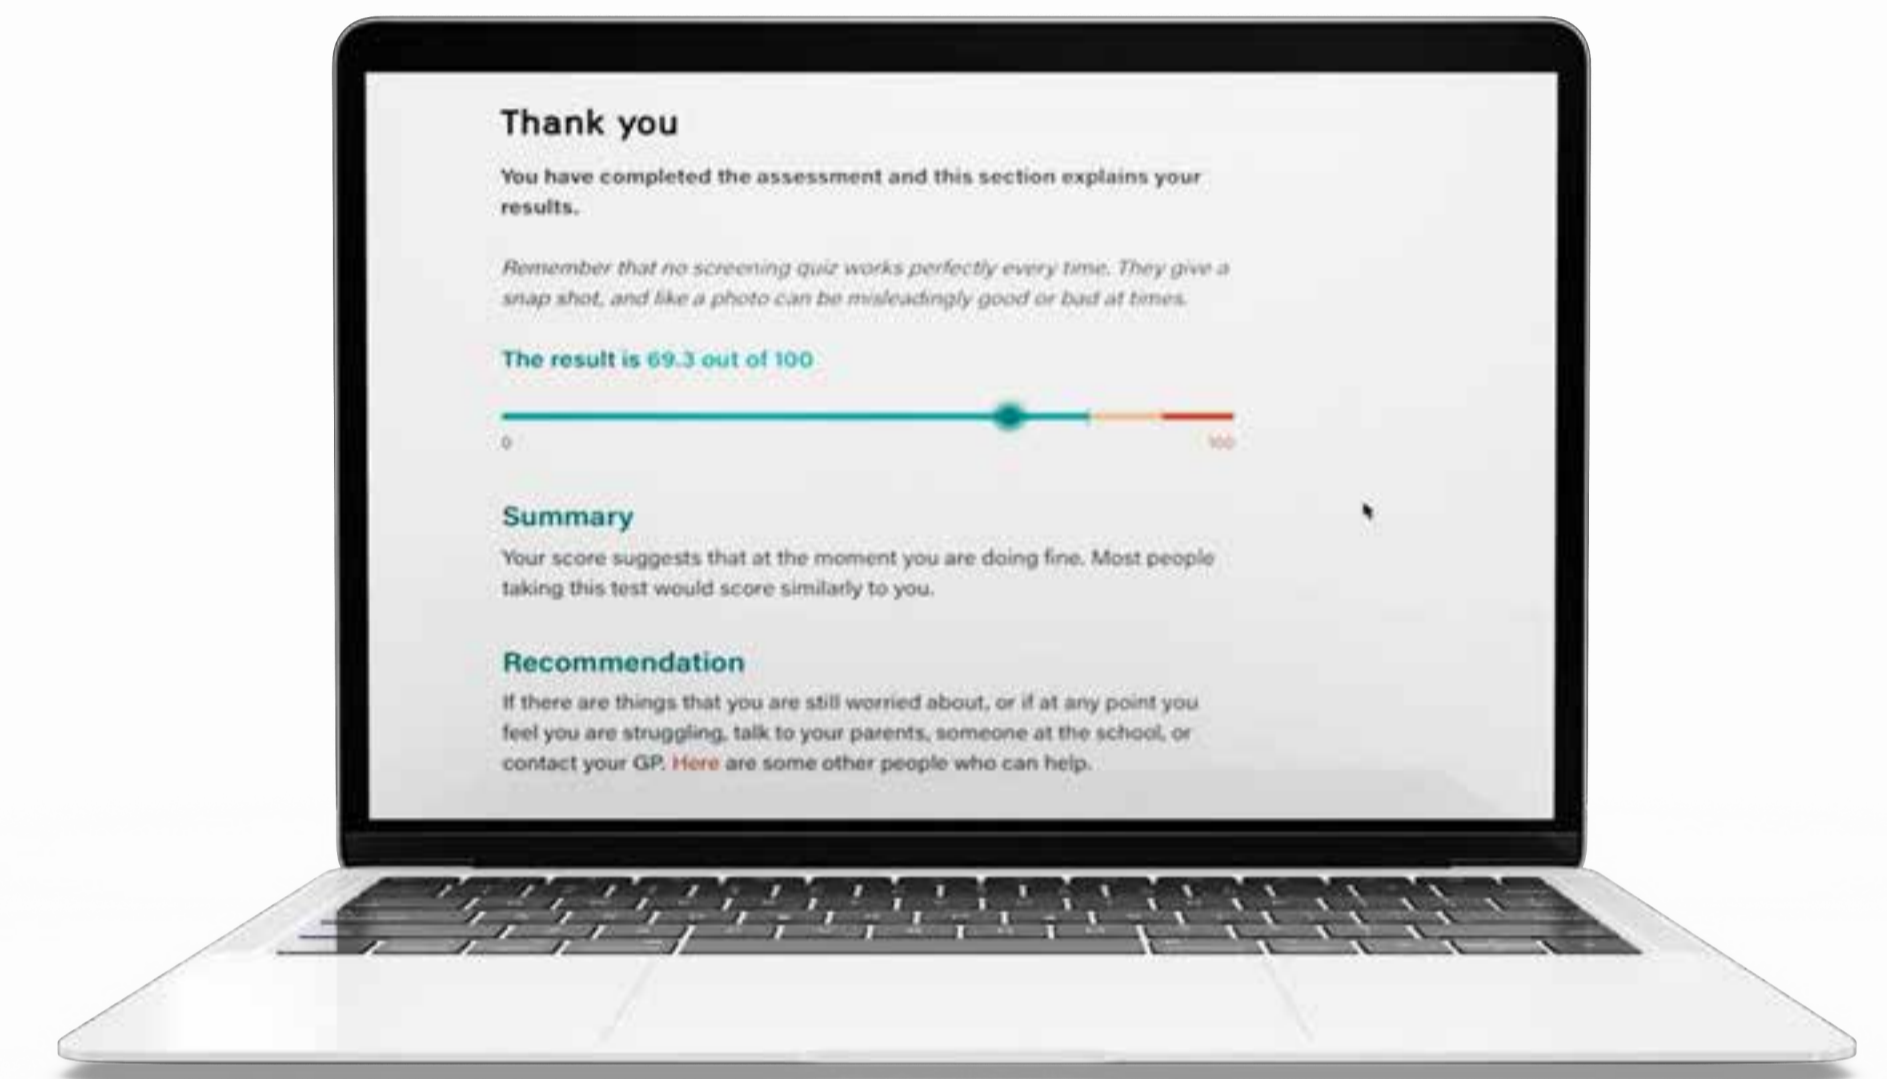 Thank you
You have completed the assessment and this section explains your
results.
Remember that no screening quiz works perfectly every time. They give a
snap shot, and like a photo can be misleadingly good or bad at times.
The result is 69.3 out of 100
0
100
Summary
Your score suggests that at the moment you are doing fine. Most people
taking this test would score similarly to you.
Recommendation
If there are things that you are still worried about, or if at any point you
feel you are struggling, talk to your parents, someone at the school, or
contact your GP. Here are some other people who can help.